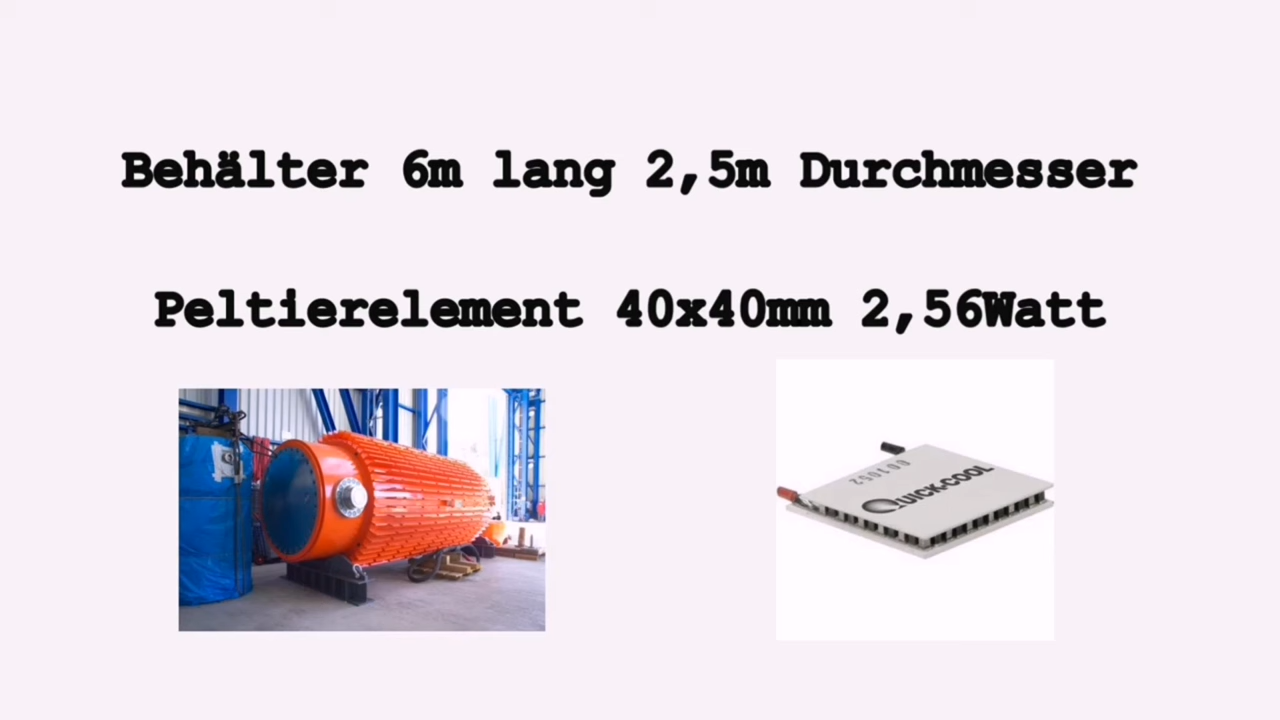 Behälter 6m lang 2,5m Durchmesser
Peltierelement 40x40mm 2,56Watt
QUICK-COOL